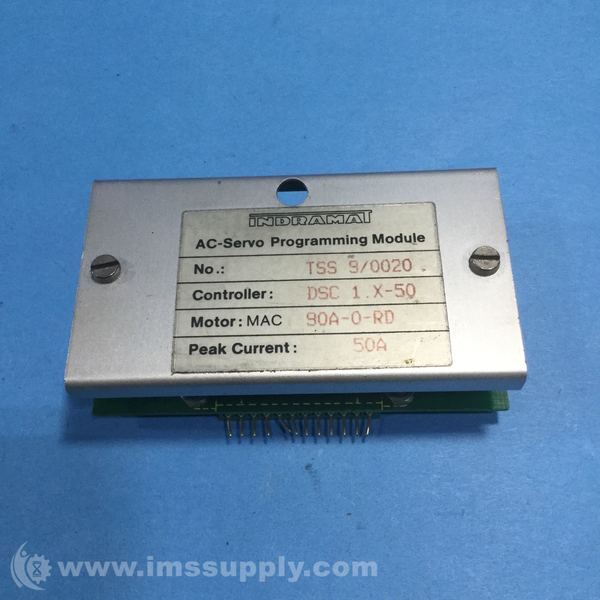 INDRAMAT
AC-Servo Programming Module
No.: TSS 9/0020
Controller: DSC 1.X-50
Motor: MAC 90A-0-RD
Peak Current: 50A
www.imssupply.com